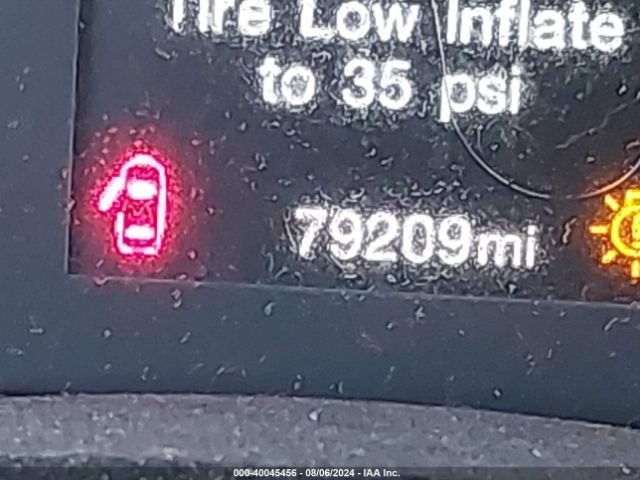 Tire Low Inflate
to 35 psi
79209mi
000-40045456 - 08/06/2024 - IAA Inc.